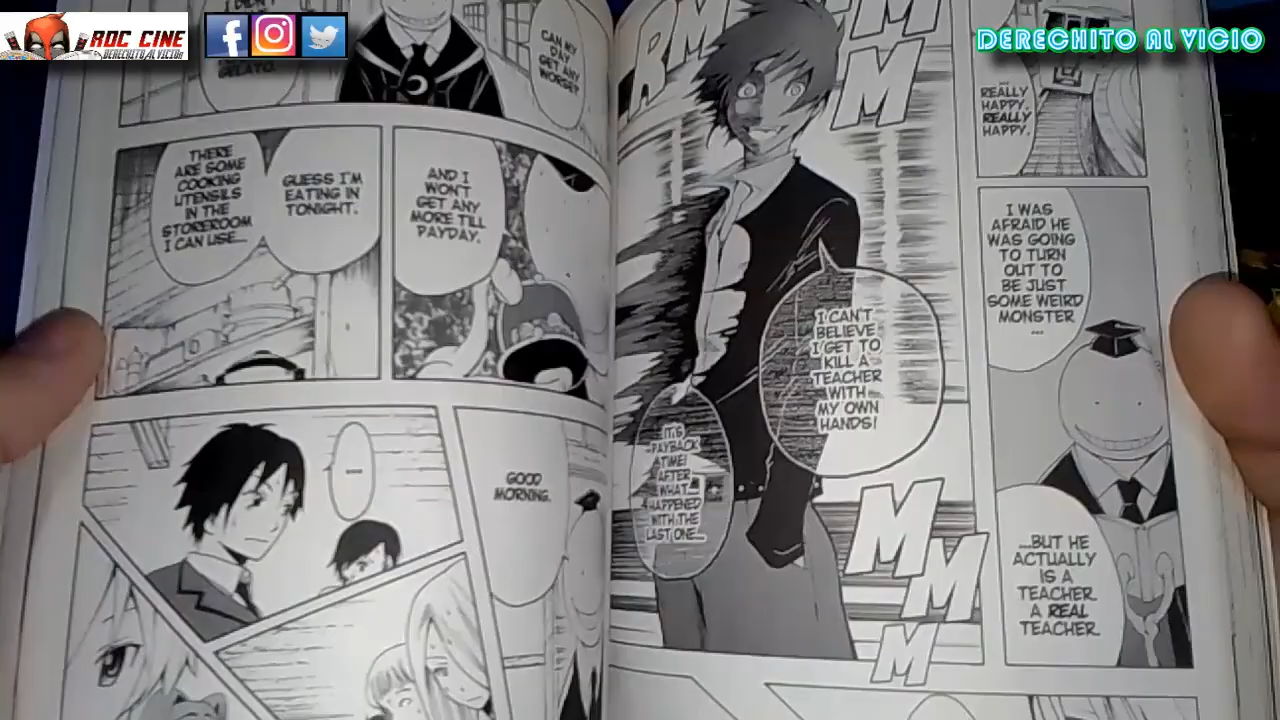 ROC CINE
DERECHITO AL VICIO!
DERECHITO AL VICIO
GELATO.
CAN MY
DAY
GET ANY
WORSE?
THERE
ARE SOME
COOKING
UTENSILS
IN THE
STOREROOM
I CAN USE...
GUESS I'M
EATING IN
TONIGHT.
AND I
WON'T
GET ANY
MORE TILL
PAYDAY.
...
GOOD
MORNING.
RM
MM
M
I CAN'T
BELIEVE
I GET TO
KILL A
TEACHER
WITH
MY OWN
HANDS!
IT'S
PAYBACK
TIME!
AFTER
WHAT
HAPPENED
WITH THE
LAST ONE...
M
M
M
...
REALLY
HAPPY.
REALLY
HAPPY.
I WAS
AFRAID HE
WAS GOING
TO TURN
OUT TO
BE JUST
SOME WEIRD
MONSTER
...
...BUT HE
ACTUALLY
IS A
TEACHER.
A REAL
TEACHER.